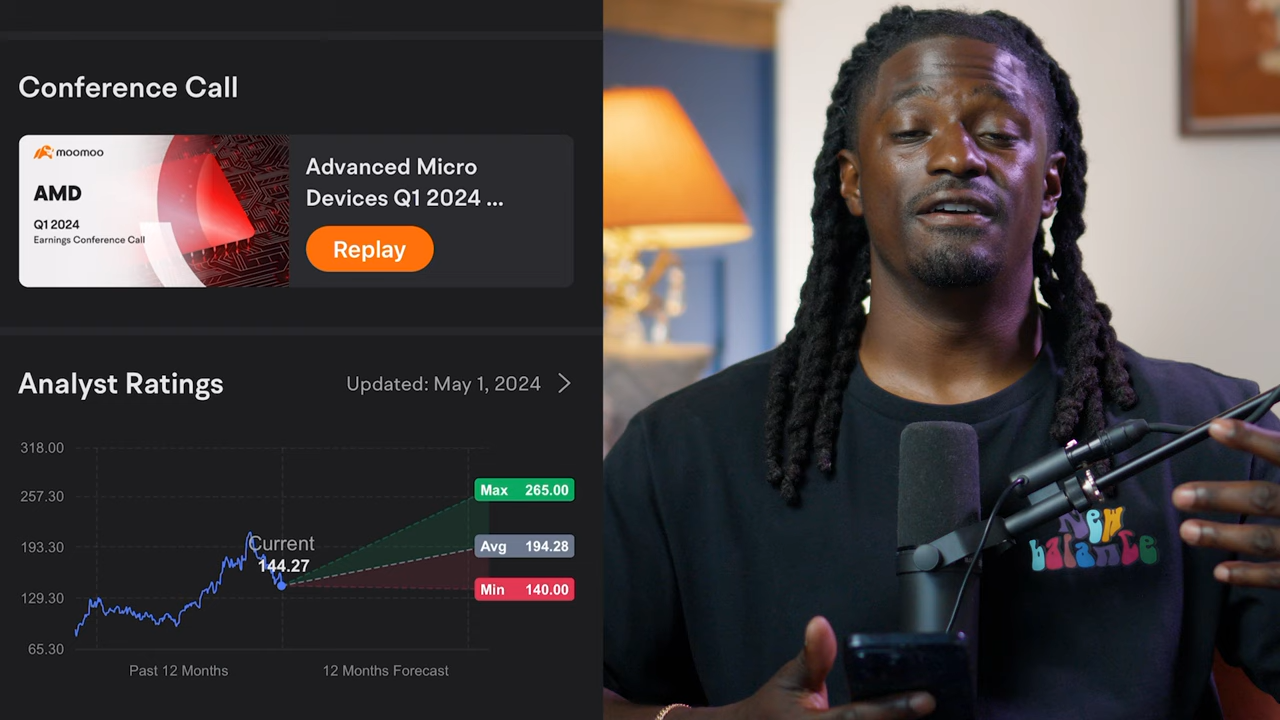 Conference Call
moomoo
AMD
Q1 2024
Earnings Conference Call
Advanced Micro
Devices Q1 2024 ...
Replay
Analyst Ratings
Updated: May 1, 2024
318.00
257.30
193.30
129.30
65.30
Current
144.27
Max 265.00
Avg 194.28
Min 140.00
Past 12 Months
12 Months Forecast
new
balance